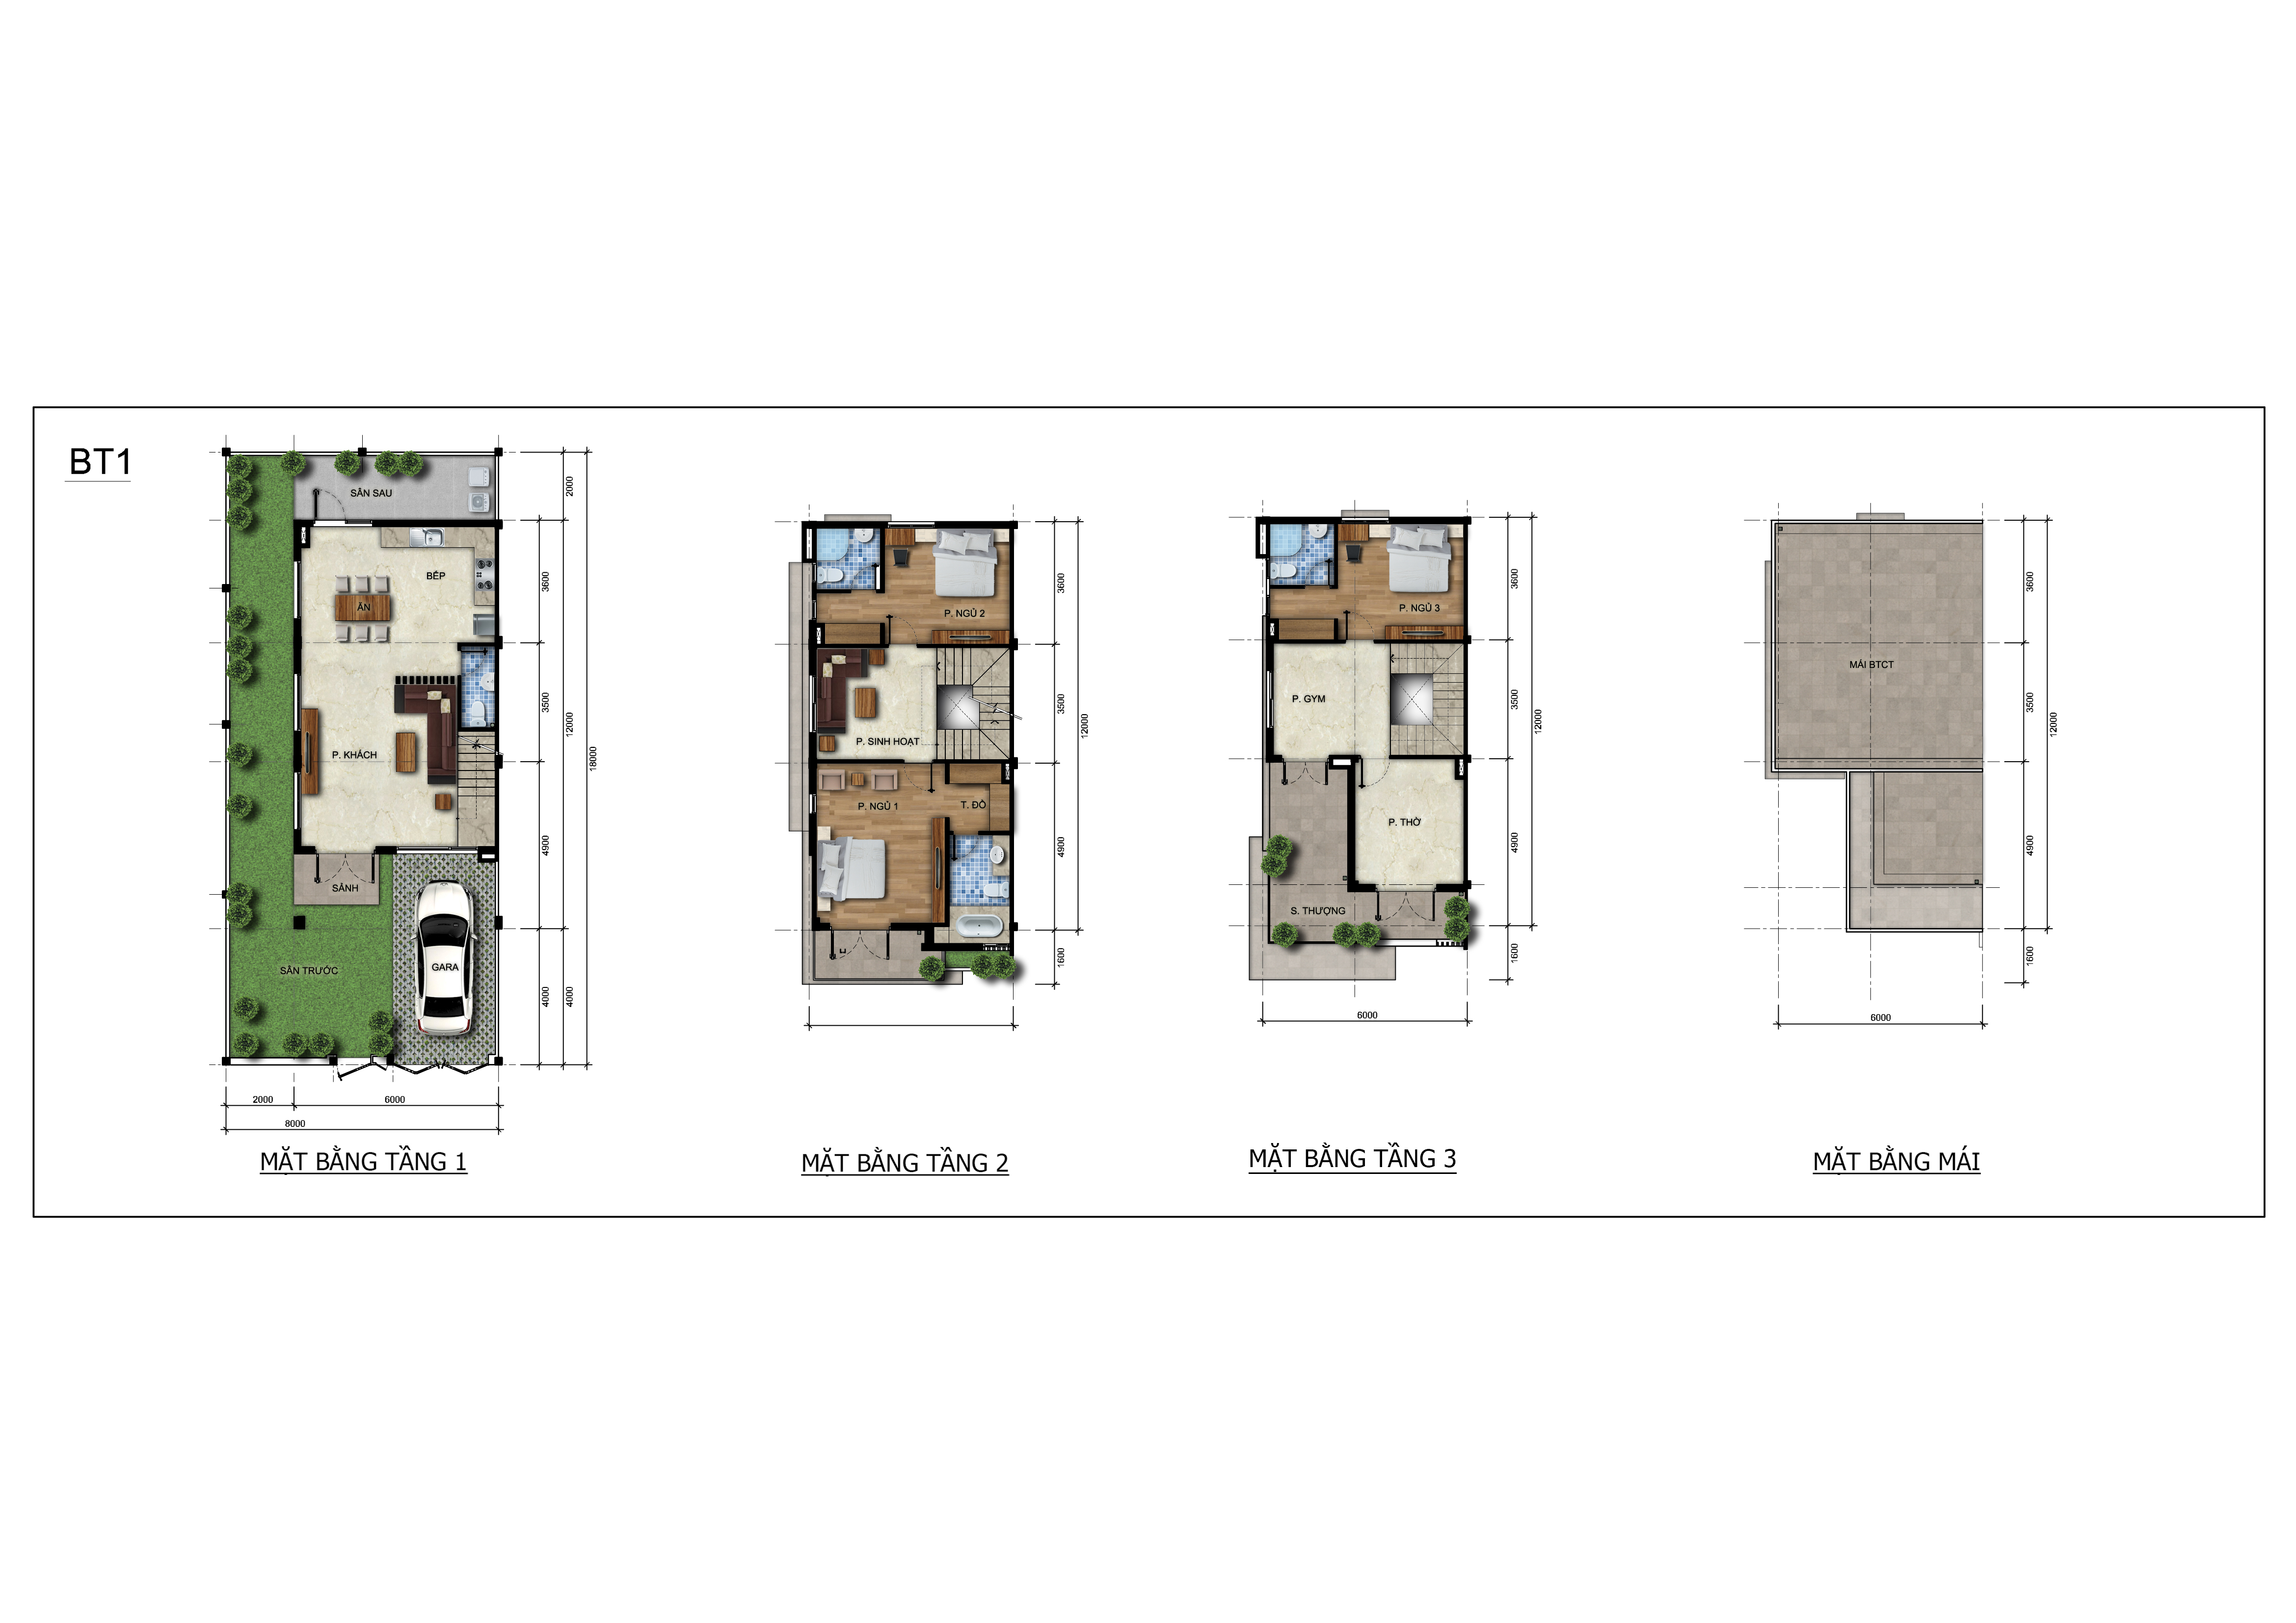 BT1
SÂN SAU
BẾP
ĂN
P. KHÁCH
SẢNH
SÂN TRƯỚC
GARA
2000
3600
3500
4900
4000
12000
4000
18000
2000
6000
8000
MẶT BẰNG TẦNG 1
P. NGỦ 2
P. SINH HOẠT
P. NGỦ 1
T. ĐỒ
3600
3500
4900
1600
12000
MẶT BẰNG TẦNG 2
P. NGỦ 3
P. GYM
P. THỜ
S. THƯỢNG
3600
3500
4900
1600
12000
6000
MẶT BẰNG TẦNG 3
MÁI BTCT
3600
3500
4900
1600
12000
6000
MẶT BẰNG MÁI